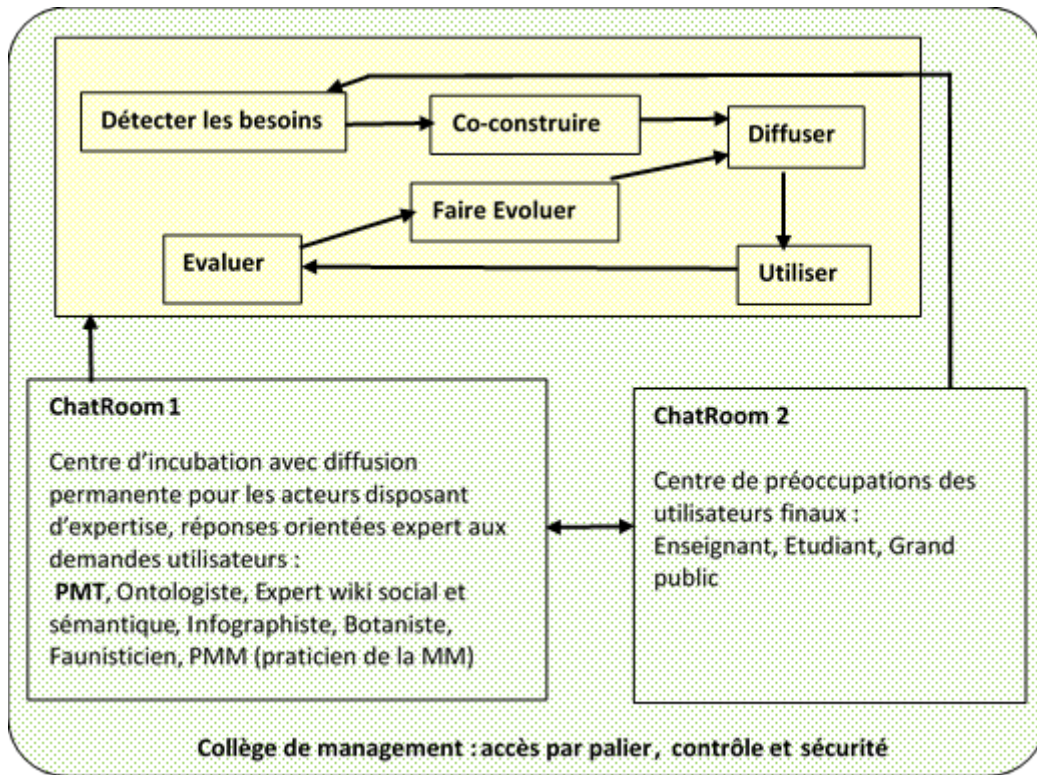 Détecter les besoins
Co-construire
Diffuser
Faire Evoluer
Evaluer
Utiliser
ChatRoom 1
Centre d'incubation avec diffusion
permanente pour les acteurs disposant
d'expertise, réponses orientées expert aux
demandes utilisateurs :
PMT, Ontologiste, Expert wiki social et
sémantique, Infographiste, Botaniste,
Faunisticien, PMM (praticien de la MM)
ChatRoom 2
Centre de préoccupations des
utilisateurs finaux :
Enseignant, Etudiant, Grand
public
Collège de management : accès par palier, contrôle et sécurité